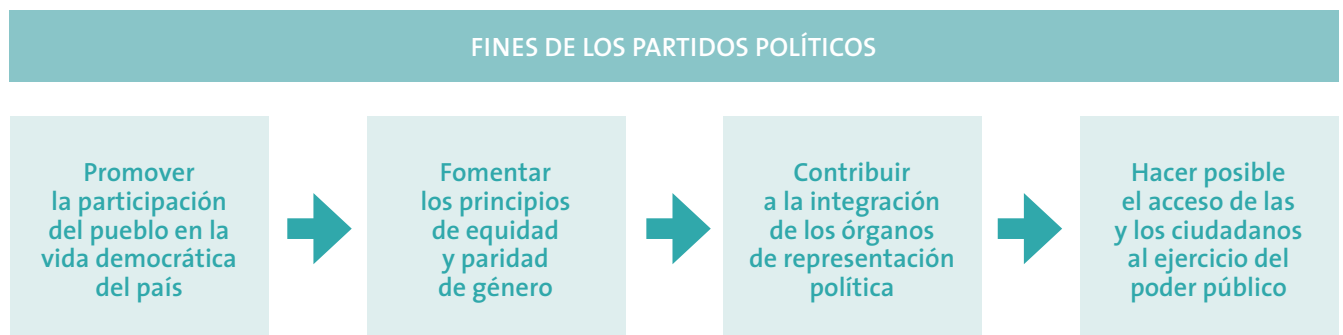 FINES DE LOS PARTIDOS POLÍTICOS
Promover
la participación
del pueblo en la
vida democrática
del país
Fomentar
los principios
de equidad
y paridad
de género
Contribuir
a la integración
de los órganos
de representación
política
Hacer posible
el acceso de las
y los ciudadanos
al ejercicio del
poder público